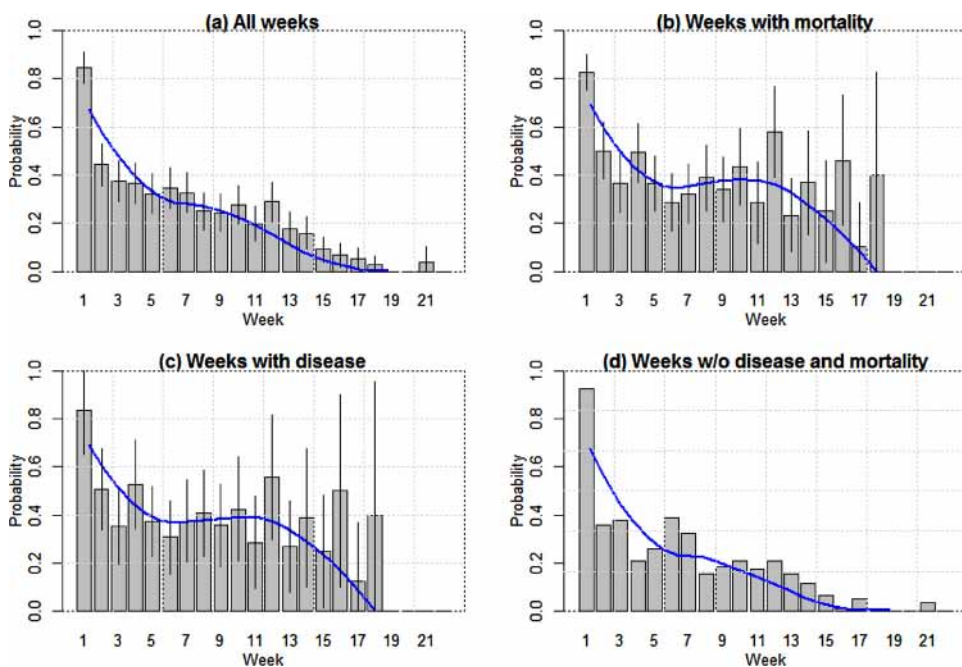 (a) All weeks
Probability
0.0 0.2 0.4 0.6 0.8 1.0
1 3 5 7 9 11 13 15 17 19 21
Week
(b) Weeks with mortality
Probability
0.0 0.2 0.4 0.6 0.8 1.0
1 3 5 7 9 11 13 15 17 19 21
Week
(c) Weeks with disease
Probability
0.0 0.2 0.4 0.6 0.8 1.0
1 3 5 7 9 11 13 15 17 19 21
Week
(d) Weeks w/o disease and mortality
Probability
0.0 0.2 0.4 0.6 0.8 1.0
1 3 5 7 9 11 13 15 17 19 21
Week